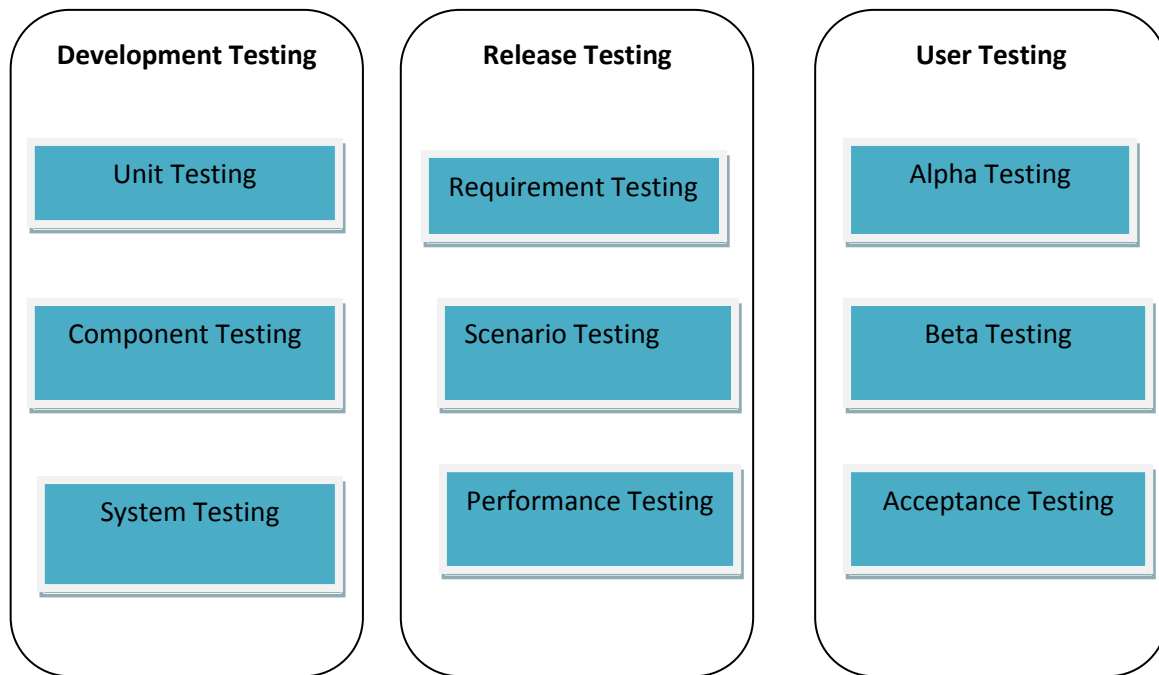 Development Testing
Unit Testing
Component Testing
System Testing
Release Testing
Requirement Testing
Scenario Testing
Performance Testing
User Testing
Alpha Testing
Beta Testing
Acceptance Testing